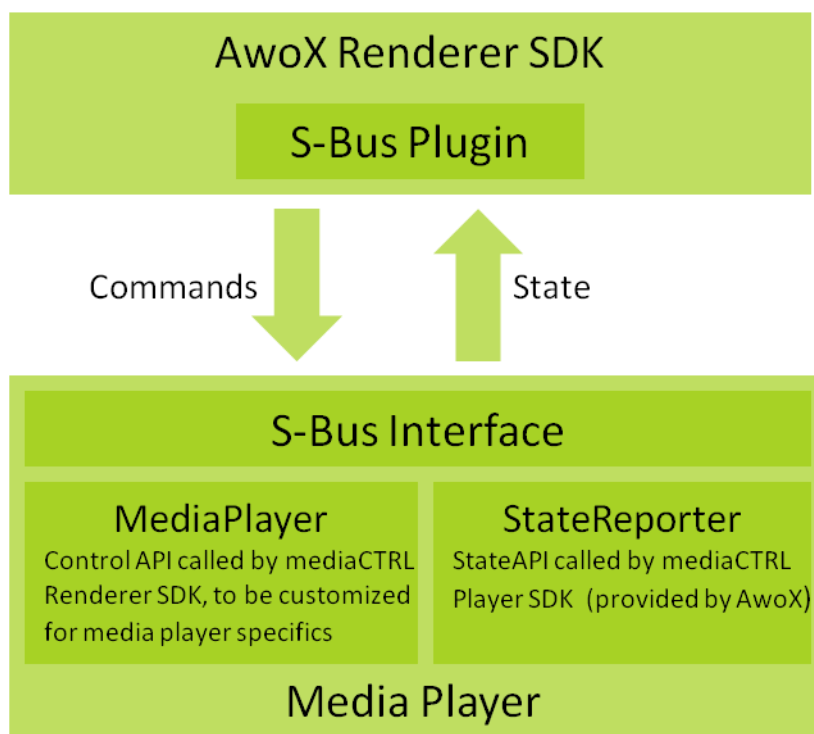 AwoX Renderer SDK
S-Bus Plugin
Commands
State
S-Bus Interface
MediaPlayer
Control API called by mediaCTRL
Renderer SDK, to be customized
for media player specifics
StateReporter
StateAPI called by mediaCTRL
Player SDK (provided by AwoX)
Media Player